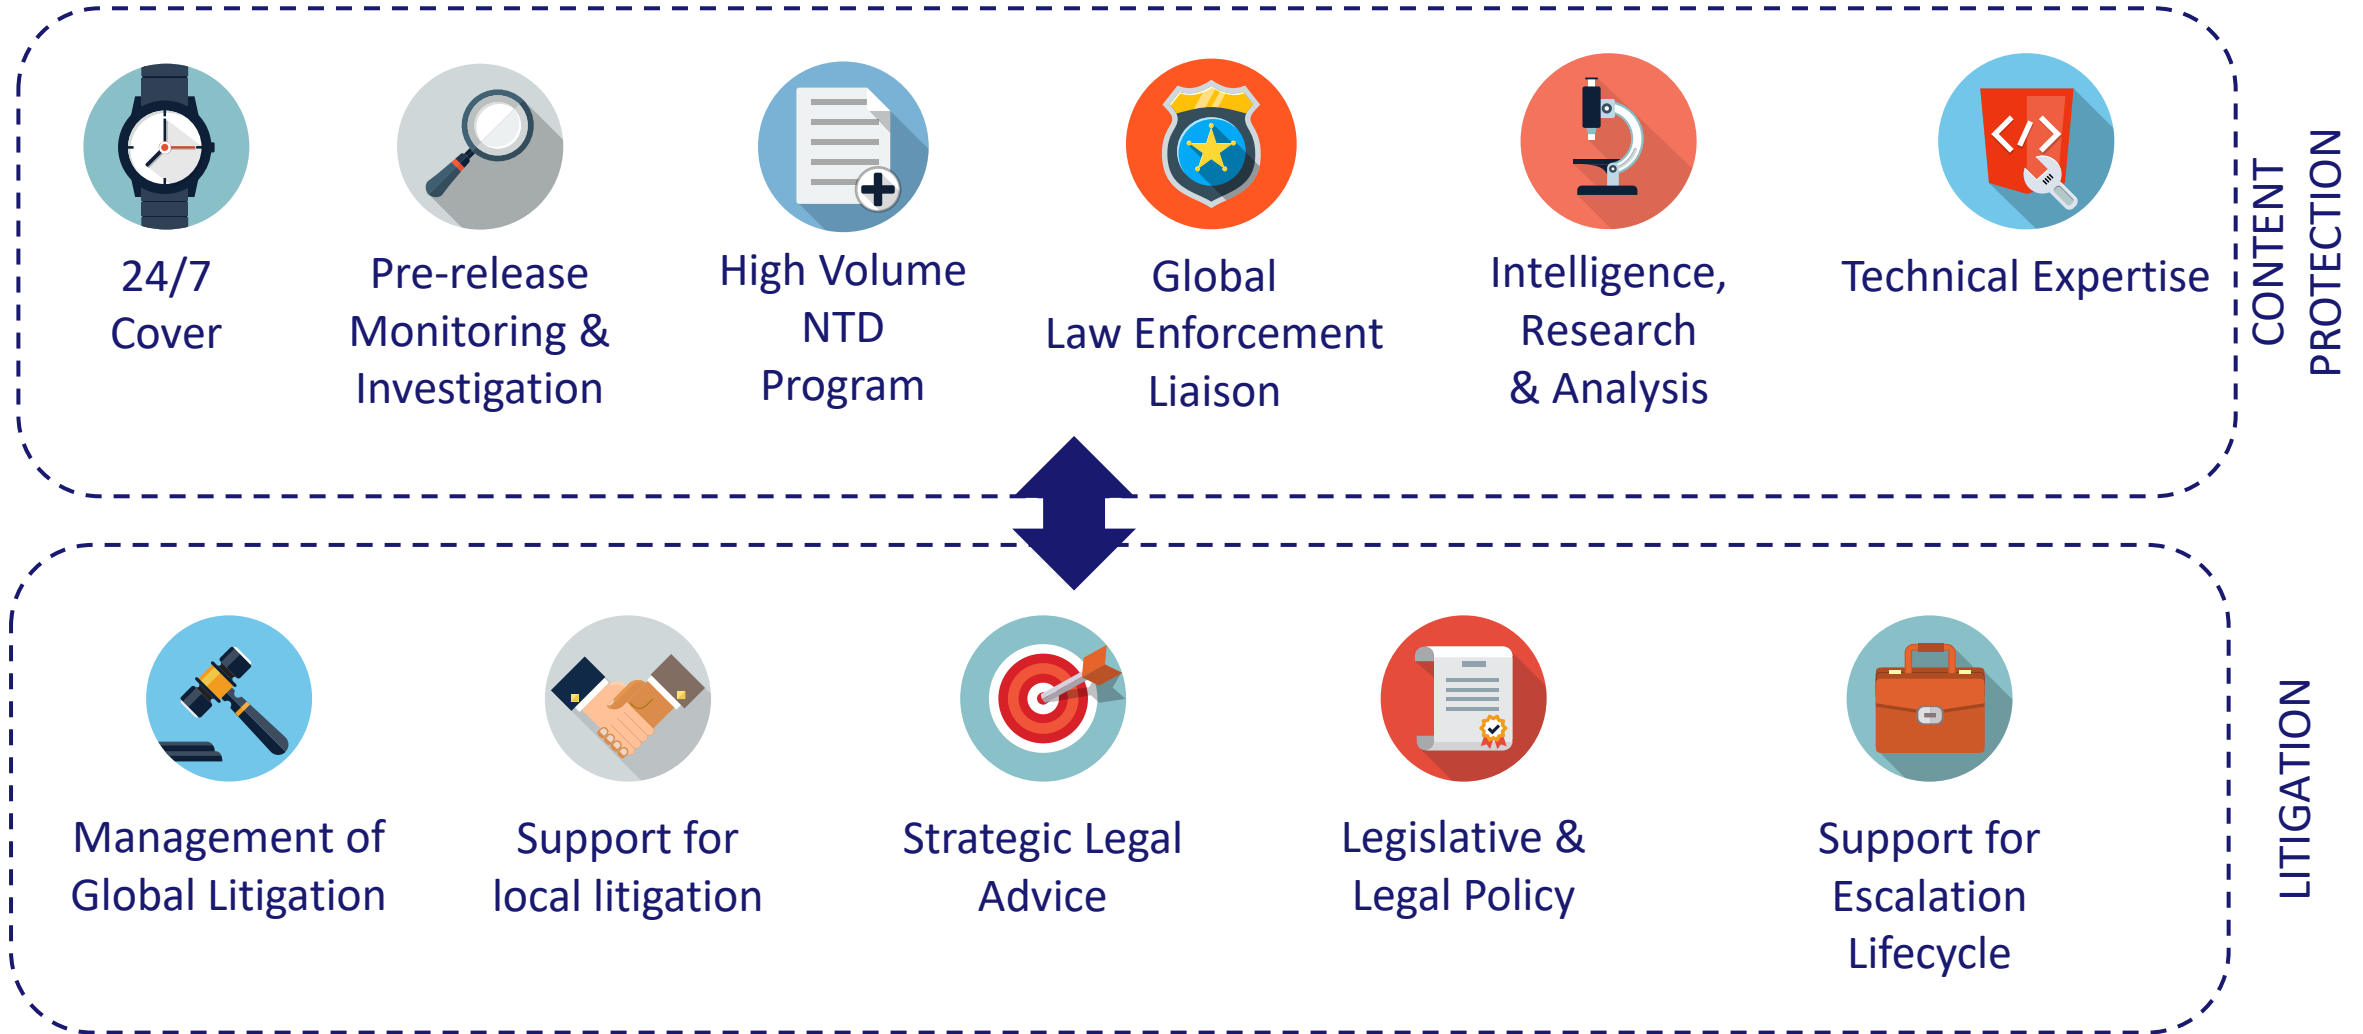 24/7
Cover
Pre-release
Monitoring &
Investigation
High Volume
NTD
Program
Global
Law Enforcement
Liaison
Intelligence,
Research
& Analysis
Technical Expertise
CONTENT
PROTECTION
Management of
Global Litigation
Support for
local litigation
Strategic Legal
Advice
Legislative &
Legal Policy
Support for
Escalation
Lifecycle
LITIGATION